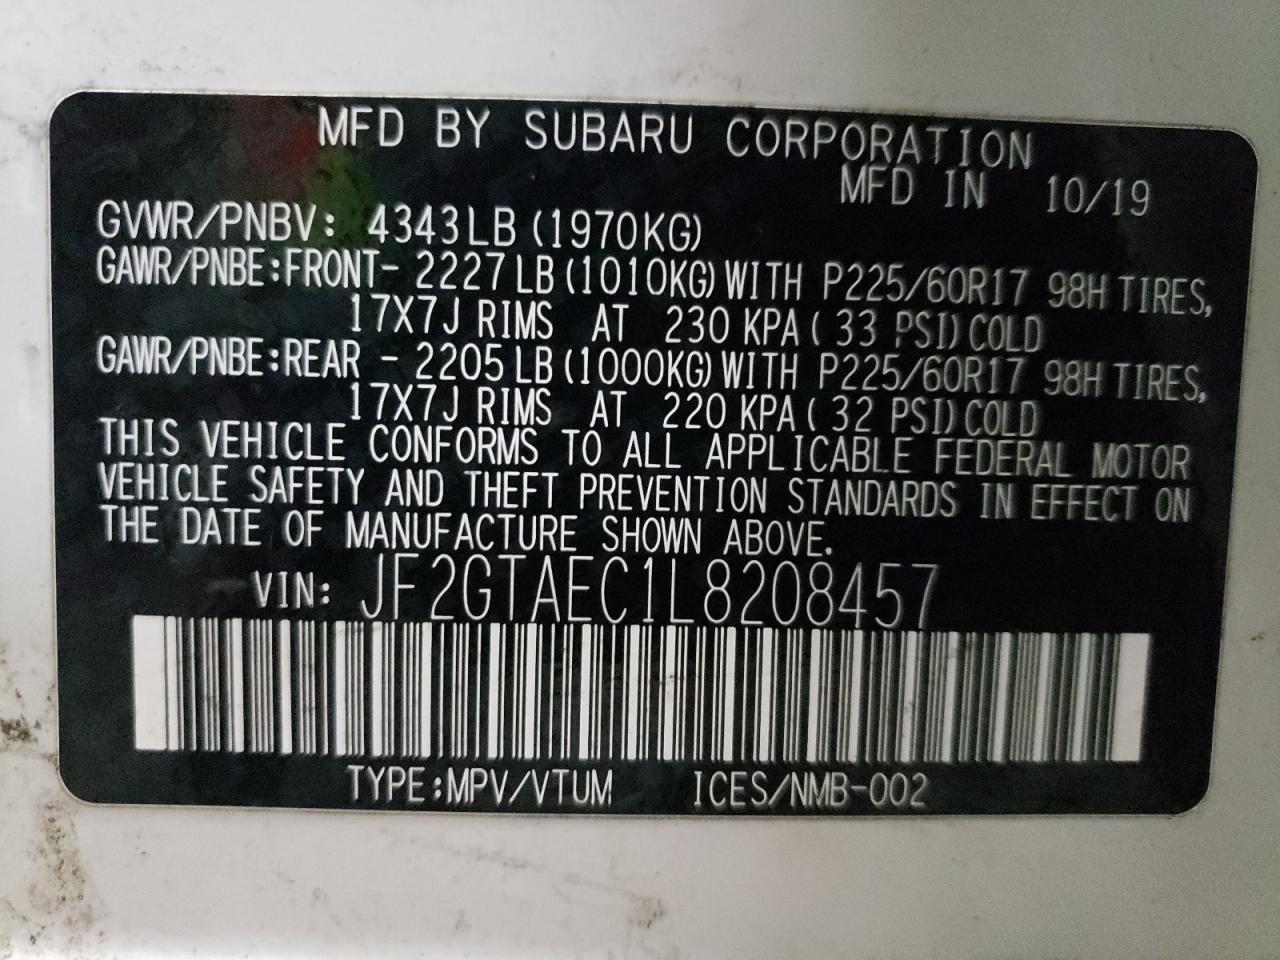 MFD BY SUBARU CORPORATION
MFD IN 10/19
GVWR/PNBV: 4343LB (1970KG)
GAWR/PNBE:FRONT- 2227 LB (1010KG) WITH P225/60R17 98H TIRES,
17X7J RIMS AT 230 KPA ( 33 PSI) COLD
GAWR/PNBE:REAR - 2205 LB (1000KG) WITH P225/60R17 98H TIRES,
17X7J RIMS AT 220 KPA ( 32 PSI) COLD
THIS VEHICLE CONFORMS TO ALL APPLICABLE FEDERAL MOTOR
VEHICLE SAFETY AND THEFT PREVENTION STANDARDS IN EFFECT ON
THE DATE OF MANUFACTURE SHOWN ABOVE.
VIN: JF2GTAEC1L8208457
TYPE:MPV/VTUM ICES/NMB-002